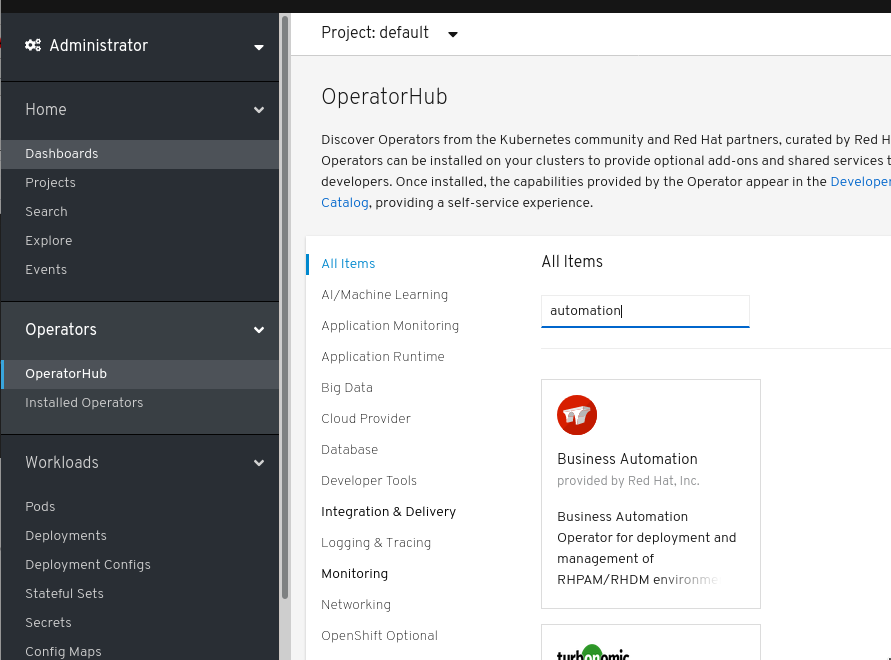 Administrator
Home
Dashboards
Projects
Search
Explore
Events
Operators
OperatorHub
Installed Operators
Workloads
Pods
Deployments
Deployment Configs
Stateful Sets
Secrets
Config Maps
Project: default
OperatorHub
Discover Operators from the Kubernetes community and Red Hat partners, curated by Red H
Operators can be installed on your clusters to provide optional add-ons and shared services t
developers. Once installed, the capabilities provided by the Operator appear in the Developer
Catalog, providing a self-service experience.
All Items
AI/Machine Learning
Application Monitoring
Application Runtime
Big Data
Cloud Provider
Database
Developer Tools
Integration & Delivery
Logging & Tracing
Monitoring
Networking
OpenShift Optional
All Items
automation
Business Automation
provided by Red Hat, Inc.
Business Automation
Operator for deployment and
management of
RHPAM/RHDM environme
turbonomic